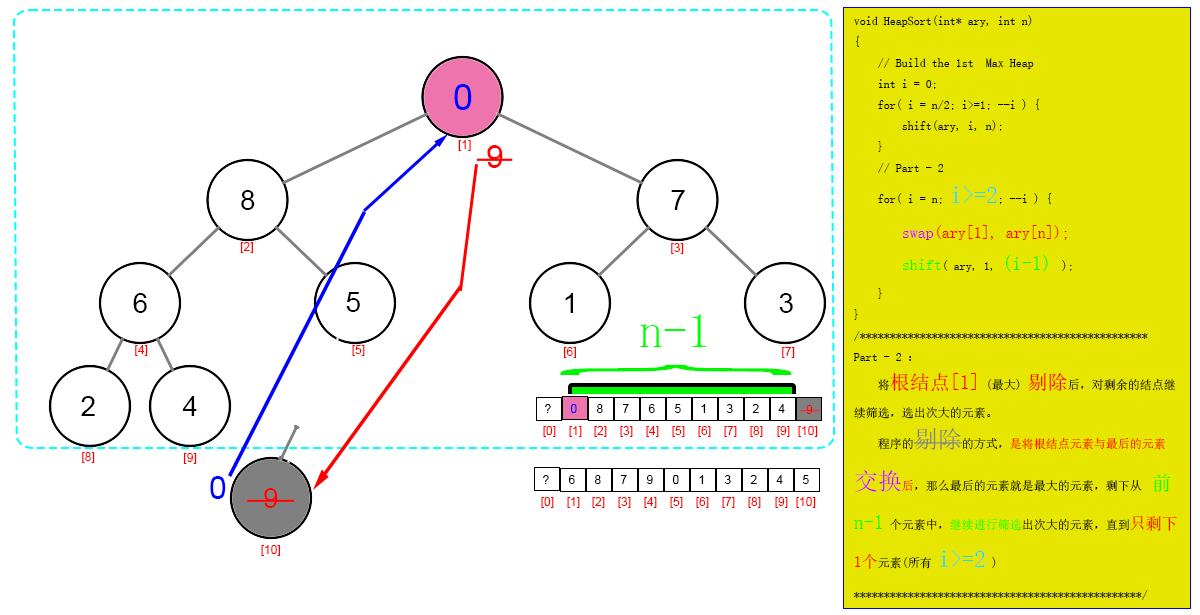 0
[1]
9
8
[2]
7
[3]
6
[4]
5
[5]
1
[6]
3
[7]
2
[8]
4
[9]
0
9
[10]
n-1
? 0 8 7 6 5 1 3 2 4 9
[0] [1] [2] [3] [4] [5] [6] [7] [8] [9] [10]
? 6 8 7 9 0 1 3 2 4 5
[0] [1] [2] [3] [4] [5] [6] [7] [8] [9] [10]
void HeapSort(int* ary, int n)
{
// Build the 1st Max Heap
int i = 0;
for( i = n/2; i>=1; --i ) {
shift(ary, i, n);
}
// Part - 2
for( i = n; i>=2; --i ) {
swap(ary[1], ary[n]);
shift( ary, 1, (i-1) );
}
}
/************************************************
Part - 2 :
将根结点[1] (最大) 剔除后，对剩余的结点继
续筛选，选出次大的元素。
程序的剔除的方式，是将根结点元素与最后的元素
交换后，那么最后的元素就是最大的元素，剩下从 前
n-1 个元素中，继续进行筛选出次大的元素，直到只剩下
1个元素(所有 i>=2 )
************************************************/